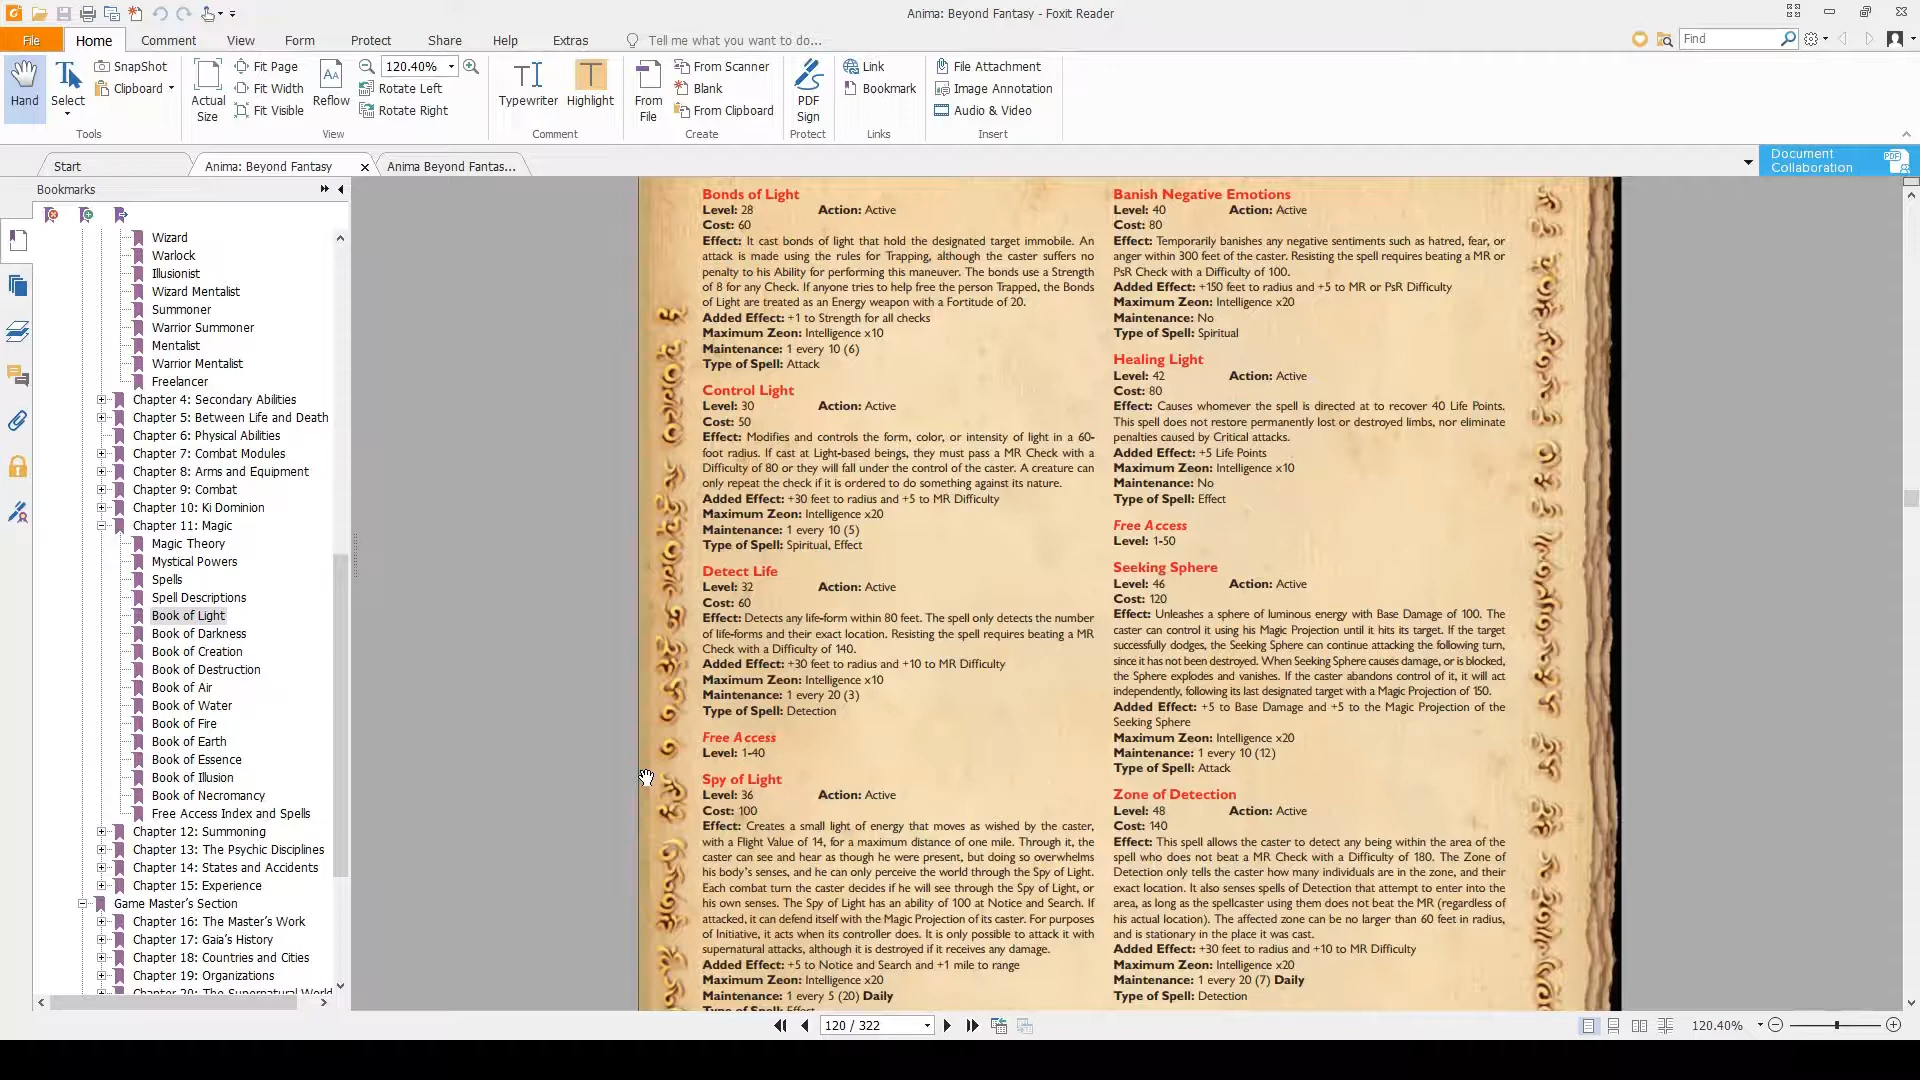 Anima: Beyond Fantasy - Foxit Reader
File
Home
Comment
View
Form
Protect
Share
Help
Extras
Tell me what you want to do...
Find
Hand
Select
SnapShot
Clipboard
Tools
Actual Size
Fit Page
Fit Width
Fit Visible
Reflow
120.40%
Rotate Left
Rotate Right
View
Typewriter
Highlight
Comment
From File
From Scanner
Blank
From Clipboard
Create
PDF Sign
Protect
Link
Bookmark
Links
File Attachment
Image Annotation
Audio & Video
Insert
Start
Anima: Beyond Fantasy
Anima Beyond Fantas...
Document Collaboration
PDF
Bookmarks
Wizard
Warlock
Illusionist
Wizard Mentalist
Summoner
Warrior Summoner
Mentalist
Warrior Mentalist
Freelancer
Chapter 4: Secondary Abilities
Chapter 5: Between Life and Death
Chapter 6: Physical Abilities
Chapter 7: Combat Modules
Chapter 8: Arms and Equipment
Chapter 9: Combat
Chapter 10: Ki Dominion
Chapter 11: Magic
Magic Theory
Mystical Powers
Spells
Spell Descriptions
Book of Light
Book of Darkness
Book of Creation
Book of Destruction
Book of Air
Book of Water
Book of Fire
Book of Earth
Book of Essence
Book of Illusion
Book of Necromancy
Free Access Index and Spells
Chapter 12: Summoning
Chapter 13: The Psychic Disciplines
Chapter 14: States and Accidents
Chapter 15: Experience
Game Master's Section
Chapter 16: The Master's Work
Chapter 17: Gaia's History
Chapter 18: Countries and Cities
Chapter 19: Organizations
Chapter 20: The Supernatural World
Bonds of Light
Level: 28 Action: Active
Cost: 60
Effect: It cast bonds of light that hold the designated target immobile. An
attack is made using the rules for Trapping, although the caster suffers no
penalty to his Ability for performing this maneuver. The bonds use a Strength
of 8 for any Check. If anyone tries to help free the person Trapped, the Bonds
of Light are treated as an Energy weapon with a Fortitude of 20.
Added Effect: +1 to Strength for all checks
Maximum Zeon: Intelligence x10
Maintenance: 1 every 10 (6)
Type of Spell: Attack
Control Light
Level: 30 Action: Active
Cost: 50
Effect: Modifies and controls the form, color, or intensity of light in a 60-
foot radius. If cast at Light-based beings, they must pass a MR Check with a
Difficulty of 80 or they will fall under the control of the caster. A creature can
only repeat the check if it is ordered to do something against its nature.
Added Effect: +30 feet to radius and +5 to MR Difficulty
Maximum Zeon: Intelligence x20
Maintenance: 1 every 10 (5)
Type of Spell: Spiritual, Effect
Detect Life
Level: 32 Action: Active
Cost: 60
Effect: Detects any life-form within 80 feet. The spell only detects the number
of life-forms and their exact location. Resisting the spell requires beating a MR
Check with a Difficulty of 140.
Added Effect: +30 feet to radius and +10 to MR Difficulty
Maximum Zeon: Intelligence x10
Maintenance: 1 every 20 (3)
Type of Spell: Detection
Free Access
Level: 1-40
Spy of Light
Level: 36 Action: Active
Cost: 100
Effect: Creates a small light of energy that moves as wished by the caster,
with a Flight Value of 14, for a maximum distance of one mile. Through it, the
caster can see and hear as though he were present, but doing so overwhelms
his body's senses, and he can only perceive the world through the Spy of Light.
Each combat turn the caster decides if he will see through the Spy of Light, or
his own senses. The Spy of Light has an ability of 100 at Notice and Search. If
attacked, it can defend itself with the Magic Projection of its caster. For purposes
of Initiative, it acts when its controller does. It is only possible to attack it with
supernatural attacks, although it is destroyed if it receives any damage.
Added Effect: +5 to Notice and Search and +1 mile to range
Maximum Zeon: Intelligence x20
Maintenance: 1 every 5 (20) Daily
Type of Spell: Effect
Banish Negative Emotions
Level: 40 Action: Active
Cost: 80
Effect: Temporarily banishes any negative sentiments such as hatred, fear, or
anger within 300 feet of the caster. Resisting the spell requires beating a MR or
PsR Check with a Difficulty of 100.
Added Effect: +150 feet to radius and +5 to MR or PsR Difficulty
Maximum Zeon: Intelligence x20
Maintenance: No
Type of Spell: Spiritual
Healing Light
Level: 42 Action: Active
Cost: 80
Effect: Causes whomever the spell is directed at to recover 40 Life Points.
This spell does not restore permanently lost or destroyed limbs, nor eliminate
penalties caused by Critical attacks.
Added Effect: +5 Life Points
Maximum Zeon: Intelligence x10
Maintenance: No
Type of Spell: Effect
Free Access
Level: 1-50
Seeking Sphere
Level: 46 Action: Active
Cost: 120
Effect: Unleashes a sphere of luminous energy with Base Damage of 100. The
caster can control it using his Magic Projection until it hits its target. If the target
successfully dodges, the Seeking Sphere can continue attacking the following turn,
since it has not been destroyed. When Seeking Sphere causes damage, or is blocked,
the Sphere explodes and vanishes. If the caster abandons control of it, it will act
independently, following its last designated target with a Magic Projection of 150.
Added Effect: +5 to Base Damage and +5 to the Magic Projection of the
Seeking Sphere
Maximum Zeon: Intelligence x20
Maintenance: 1 every 10 (12)
Type of Spell: Attack
Zone of Detection
Level: 48 Action: Active
Cost: 140
Effect: This spell allows the caster to detect any being within the area of the
spell who does not beat a MR Check with a Difficulty of 180. The Zone of
Detection only tells the caster how many individuals are in the zone, and their
exact location. It also senses spells of Detection that attempt to enter into the
area, as long as the spellcaster using them does not beat the MR (regardless of
his actual location). The affected zone can be no larger than 60 feet in radius,
and is stationary in the place it was cast.
Added Effect: +30 feet to radius and +10 to MR Difficulty
Maximum Zeon: Intelligence x20
Maintenance: 1 every 20 (7) Daily
Type of Spell: Detection
120 / 322
120.40%